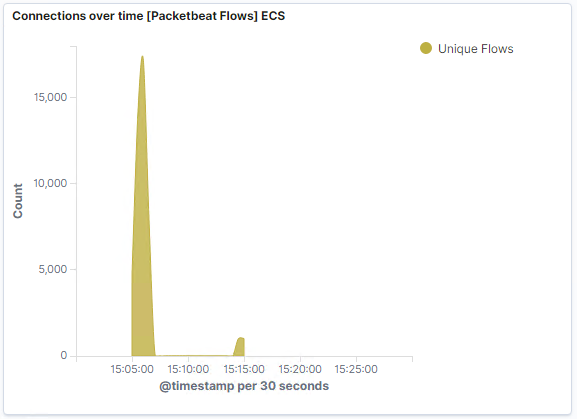 Connections over time [Packetbeat Flows] ECS
Unique Flows
15,000
10,000
5,000
0
Count
15:05:00 15:10:00 15:15:00 15:20:00 15:25:00
@timestamp per 30 seconds